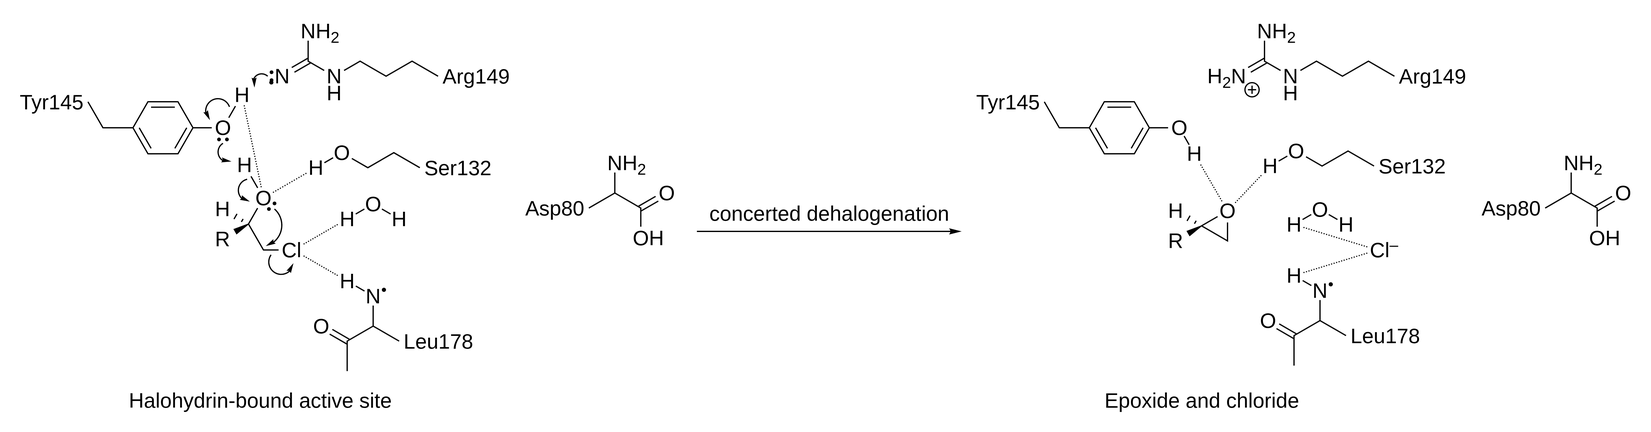 NH2
N
N
H
Arg149
H
Tyr145
O
H
H
O
Ser132
O
H
O
H
H
R
Cl
H
N
O
Leu178
NH2
Asp80
O
OH
concerted dehalogenation
NH2
H2N
⊕
N
H
Arg149
Tyr145
O
H
H
O
Ser132
H
O
R
O
H
H
Cl–
H
N
O
Leu178
NH2
Asp80
O
OH
Halohydrin-bound active site
Epoxide and chloride